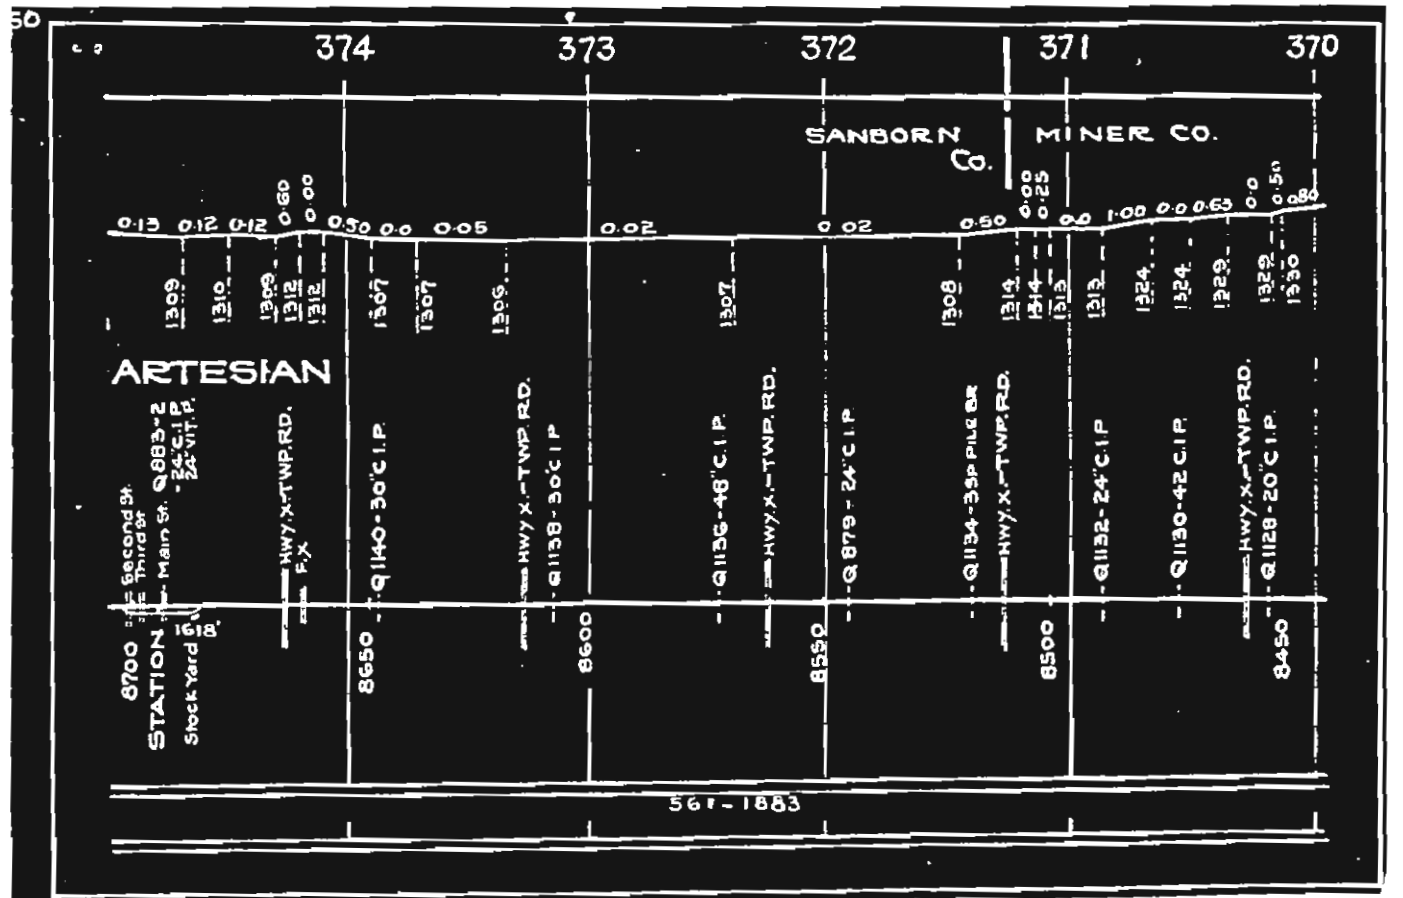 50
374 373 372 371 370
SANBORN Co. MINER CO.
0.13 0.12 0.12 0.60 0.00 0.50 0.0 0.05 0.02 0.02 0.50 0.00 0.25 0.0 1.00 0.0 0.63 0.0 0.50 0.80
1309 1310 1309 1312 1312 1307 1307 1306 1307 1308 1314 1314 1313 1313 1324 1324 1329 1329 1330
ARTESIAN
Second St.
Third St
Main St. Q883-2
-24"C.I.P
24"VIT.P.
HWY.X-TWP.RD.
F.X
Q1140-30"C.I.P.
HWY X.-TWP.RD.
Q1138-30"C I P
Q1136-48"C.I.P.
HWY.X.-TWP.RD.
Q879-24"C I P
Q1134-3SP PILE BR
HWY.X.-TWP.RD.
Q1132-24"C.I.P
Q1130-42 C.I.P.
HWY.X.-TWP.RD.
Q1128-20"C.I.P.
8700
STATION
1618'
Stock Yard
8650 8600 8550 8500 8450
561-1883